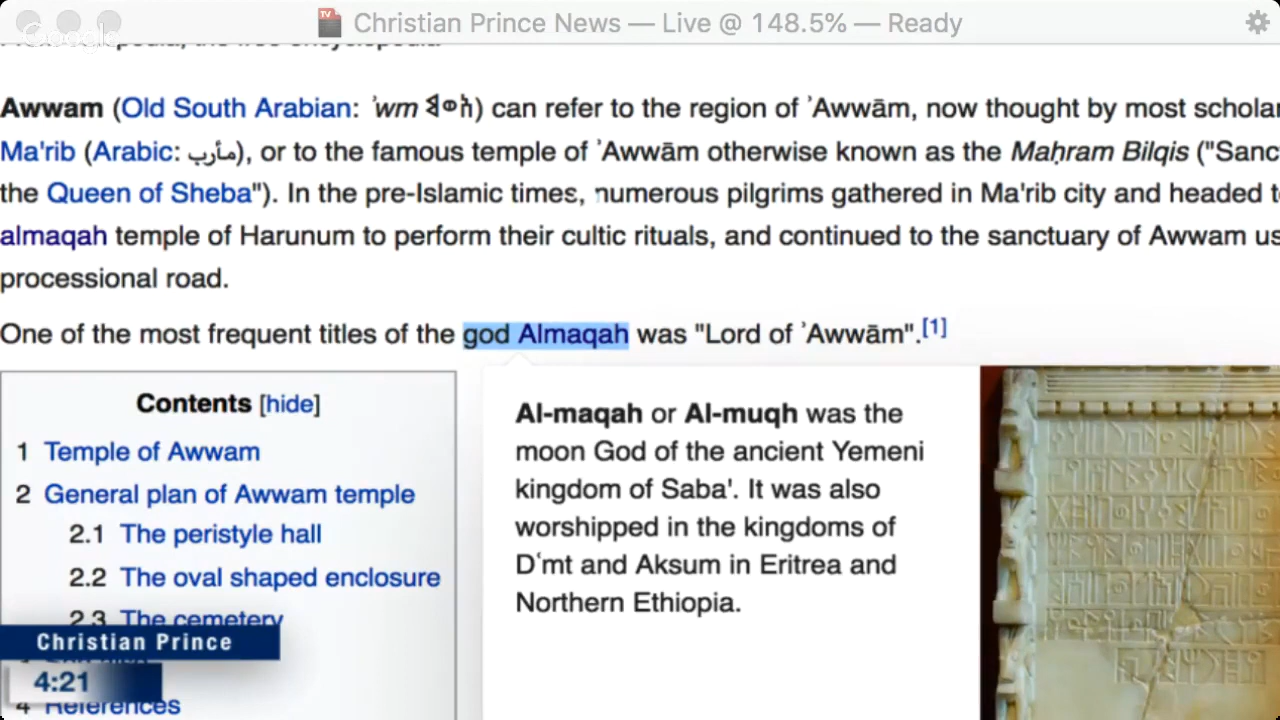 Christian Prince News — Live @ 148.5% — Ready
Google
Awwam (Old South Arabian: ʾwm 𐩱𐩥𐩣) can refer to the region of ʾAwwām, now thought by most
Ma'rib (Arabic: مأرب), or to the famous temple of ʾAwwām otherwise known as the Maḥram Bilqis ("
the Queen of Sheba"). In the pre-Islamic times, numerous pilgrims gathered in Ma'rib city and headed
almaqah temple of Harunum to perform their cultic rituals, and continued to the sanctuary of Awwam
processional road.
One of the most frequent titles of the god Almaqah was "Lord of ʾAwwām".[1]
Contents [hide]
1 Temple of Awwam
2 General plan of Awwam temple
2.1 The peristyle hall
2.2 The oval shaped enclosure
2.3 The cemetery
4 References
Al-maqah or Al-muqh was the
moon God of the ancient Yemeni
kingdom of Saba'. It was also
worshipped in the kingdoms of
Dʿmt and Aksum in Eritrea and
Northern Ethiopia.
Christian Prince
4:21